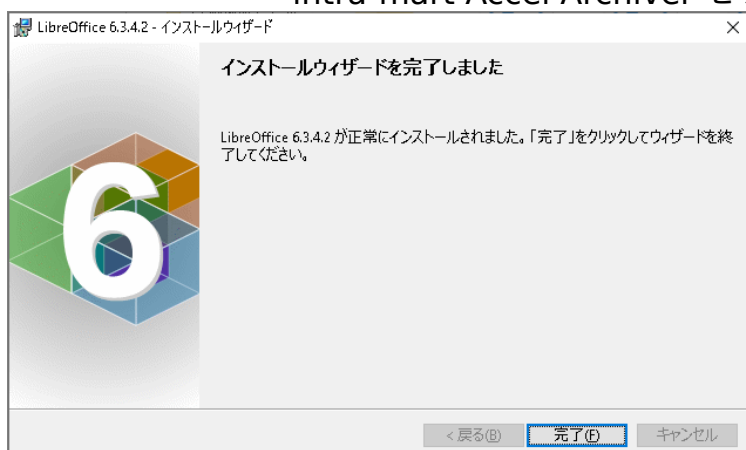 intra-mart Accel Archiver
LibreOffice 6.3.4.2 - インストールウィザード
インストールウィザードを完了しました
LibreOffice 6.3.4.2 が正常にインストールされました。「完了」をクリックしてウィザードを終
了してください。
6
< 戻る(B) 完了(F) キャンセル